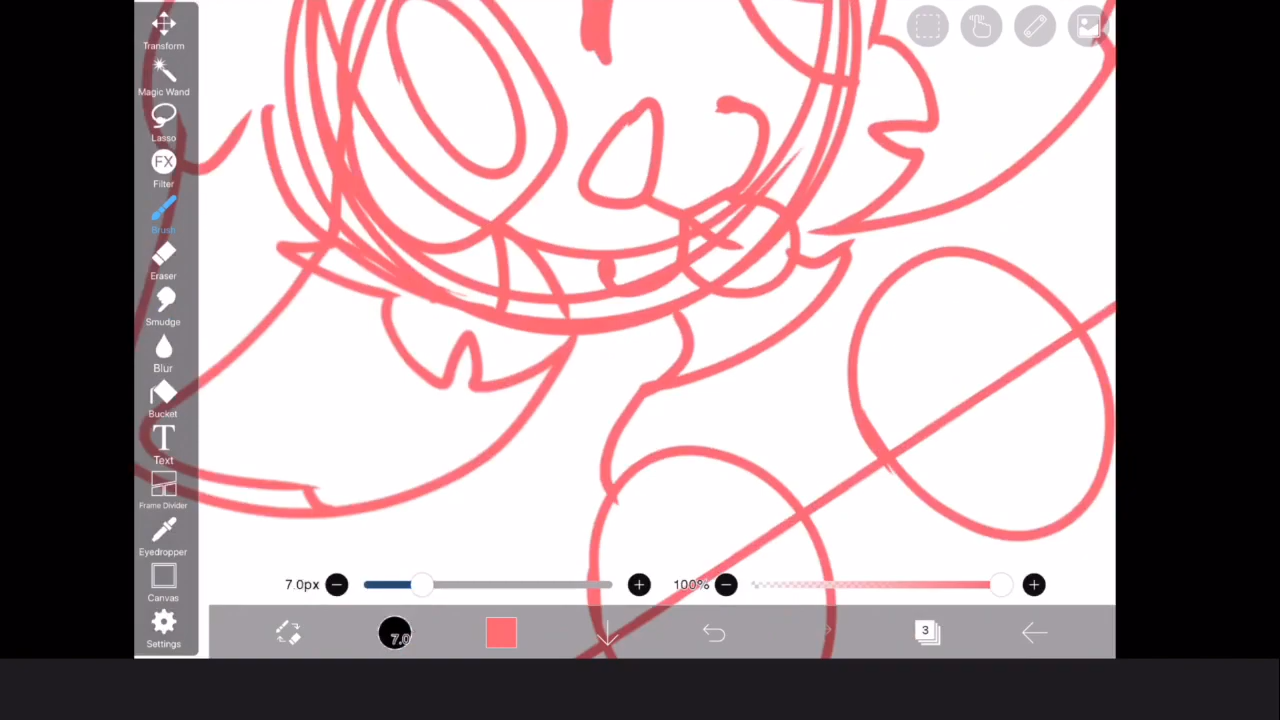 Transform
Magic Wand
Lasso
FX
Filter
Brush
Eraser
Smudge
Blur
Bucket
T
Text
Frame Divider
Eyedropper
Canvas
Settings
7.0px
100%
7.0
3